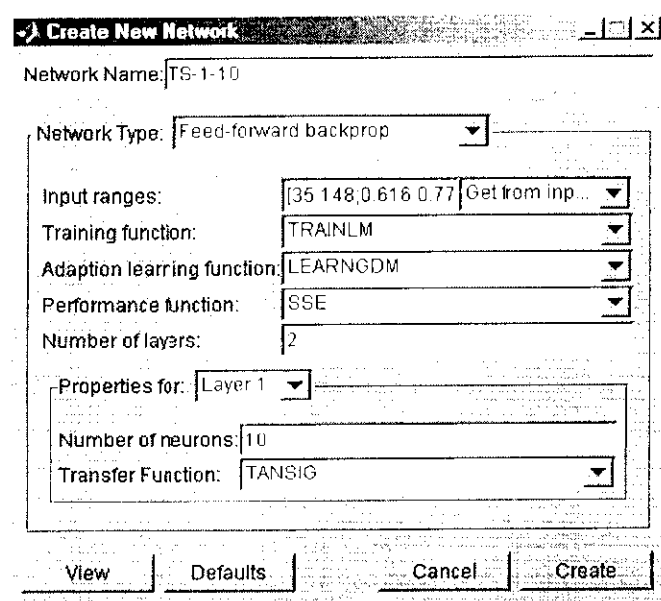 Create New Network
Network Name: TS-1-10
Network Type: Feed-forward backprop
Input ranges: [35 148;0.616 0.77 Get from inp...
Training function: TRAINLM
Adaption learning function: LEARNGDM
Performance function: SSE
Number of layers: 2
Properties for: Layer 1
Number of neurons: 10
Transfer Function: TANSIG
View Defaults Cancel Create